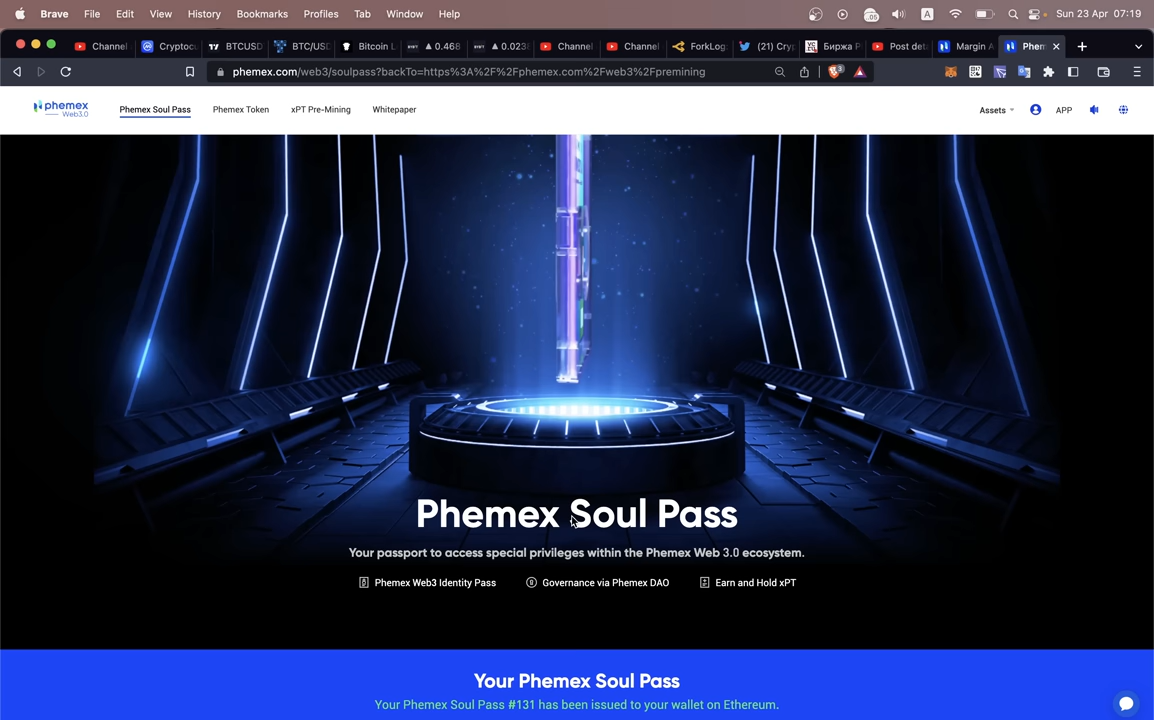 Brave File Edit View History Bookmarks Profiles Tab Window Help Sun 23 Apr 07:19
Channel Cryptocu BTCUSD BTC/USD Bitcoin L ▲ 0.468 ▲ 0.023 Channel Channel ForkLog (21) Cryp Биржа P Post deta Margin A Phem
phemex.com/web3/soulpass?backTo=https%3A%2F%2Fphemex.com%2Fweb3%2Fpremining
phemex
Web3.0
Phemex Soul Pass Phemex Token xPT Pre-Mining Whitepaper Assets APP
Phemex Soul Pass
Your passport to access special privileges within the Phemex Web 3.0 ecosystem.
Phemex Web3 Identity Pass Governance via Phemex DAO Earn and Hold xPT
Your Phemex Soul Pass
Your Phemex Soul Pass #131 has been issued to your wallet on Ethereum.